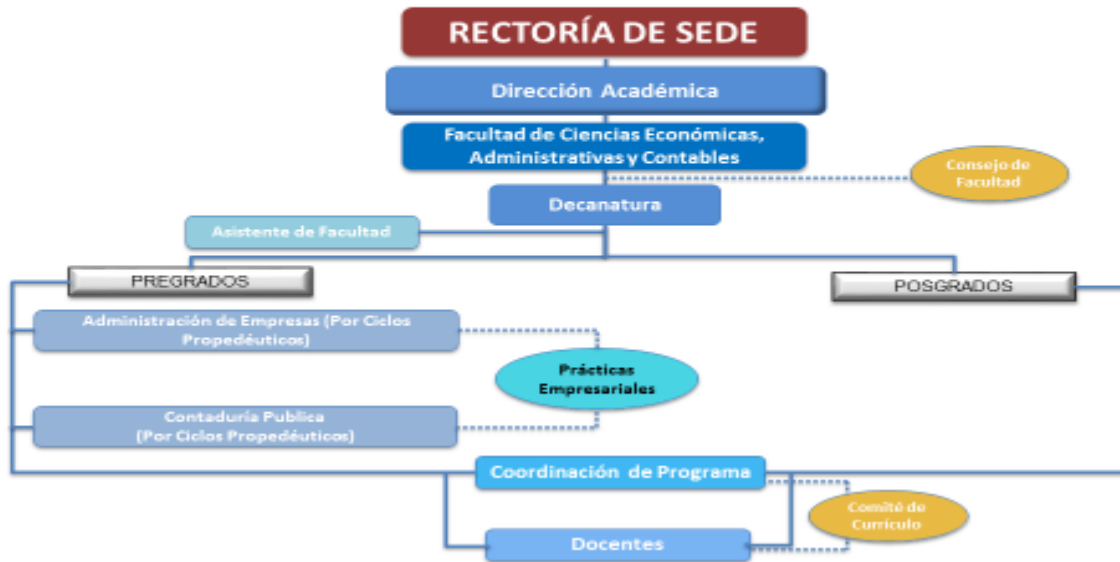 RECTORÍA DE SEDE
Dirección Académica
Facultad de Ciencias Económicas,
Administrativas y Contables
Consejo de
Facultad
Decanatura
Asistente de Facultad
PREGRADOS
POSGRADOS
Administración de Empresas (Por Ciclos
Propedéuticos)
Prácticas
Empresariales
Contaduría Publica
(Por Ciclos Propedéuticos)
Coordinación de Programa
Comité de
Currículo
Docentes